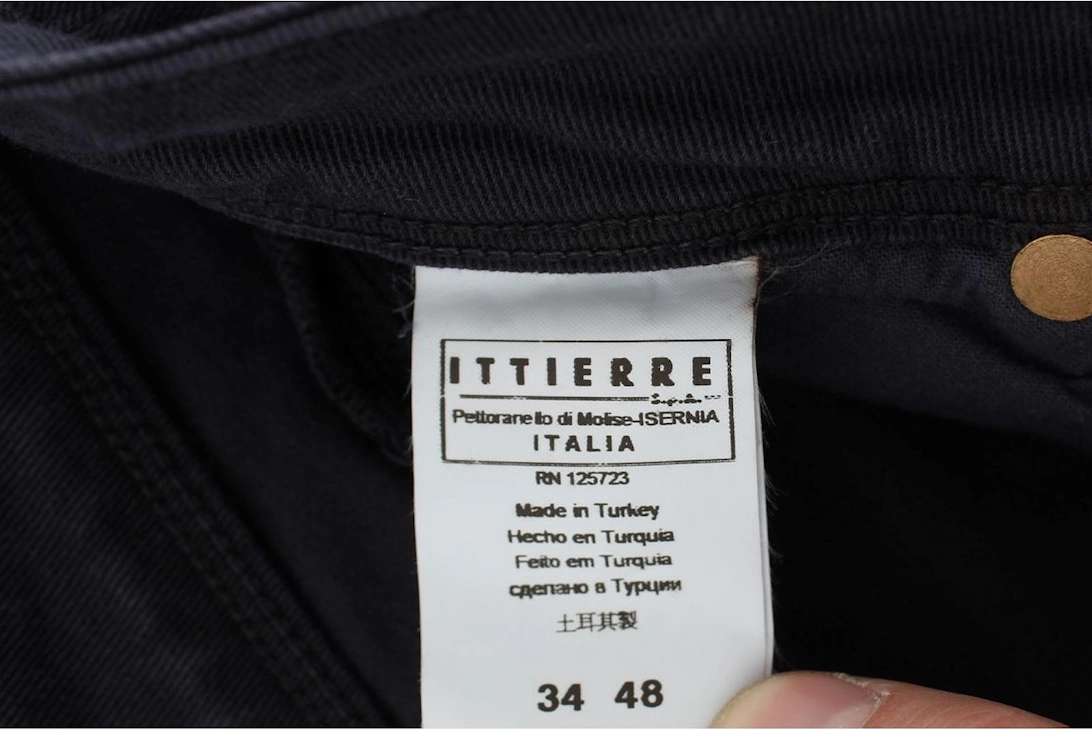 ITTIERRE
S.p.A.
Pettoranello di Molise-ISERNIA
ITALIA
RN 125723
Made in Turkey
Hecho en Turquia
Feito em Turquia
сделано в Турции
土耳其製
34 48